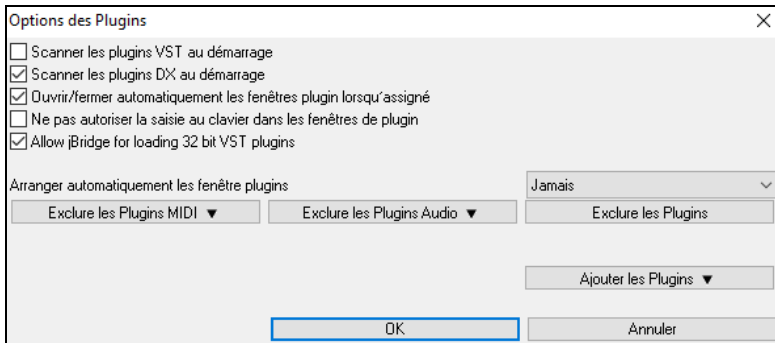 Options des Plugins
Scanner les plugins VST au démarrage
Scanner les plugins DX au démarrage
Ouvrir/fermer automatiquement les fenêtres plugin lorsqu'assigné
Ne pas autoriser la saisie au clavier dans les fenêtres de plugin
Allow jBridge for loading 32 bit VST plugins
Arranger automatiquement les fenêtre plugins Jamais
Exclure les Plugins MIDI ▼ Exclure les Plugins Audio ▼ Exclure les Plugins
Ajouter les Plugins ▼
OK Annuler